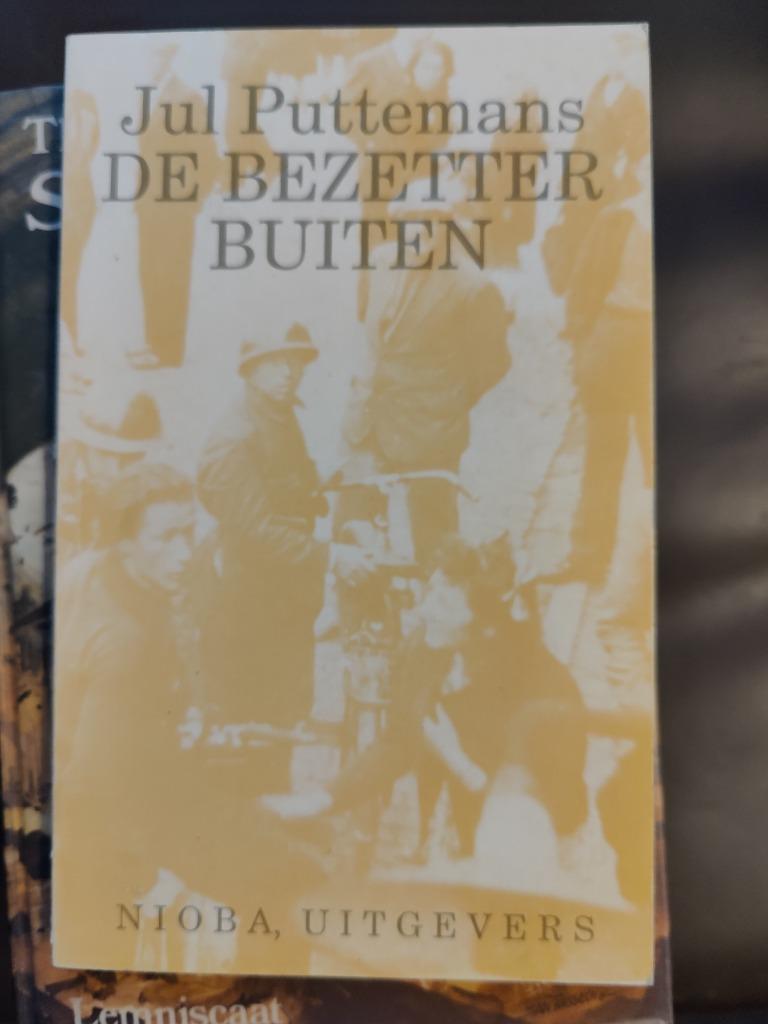 Jul Puttemans
DE BEZETTER
BUITEN
NIOBA, UITGEVERS
Lemniscaat